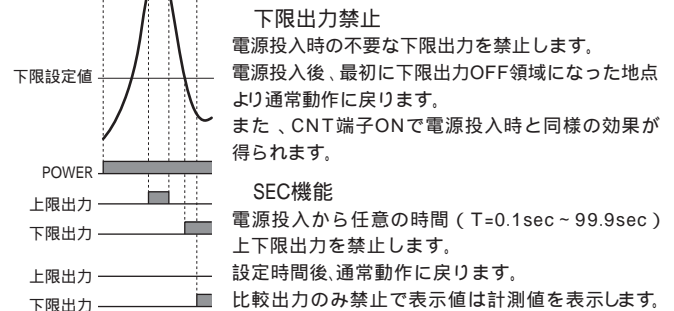 下限設定値
POWER
上限出力
下限出力
上限出力
下限出力
下限出力禁止
電源投入時の不要な下限出力を禁止します。
電源投入後、最初に下限出力OFF領域になった地点
より通常動作に戻ります。
また、CNT端子ONで電源投入時と同様の効果が
得られます。
SEC機能
電源投入から任意の時間(T=0.1sec~99.9sec)
上下限出力を禁止します。
設定時間後、通常動作に戻ります。
比較出力のみ禁止で表示値は計測値を表示します。